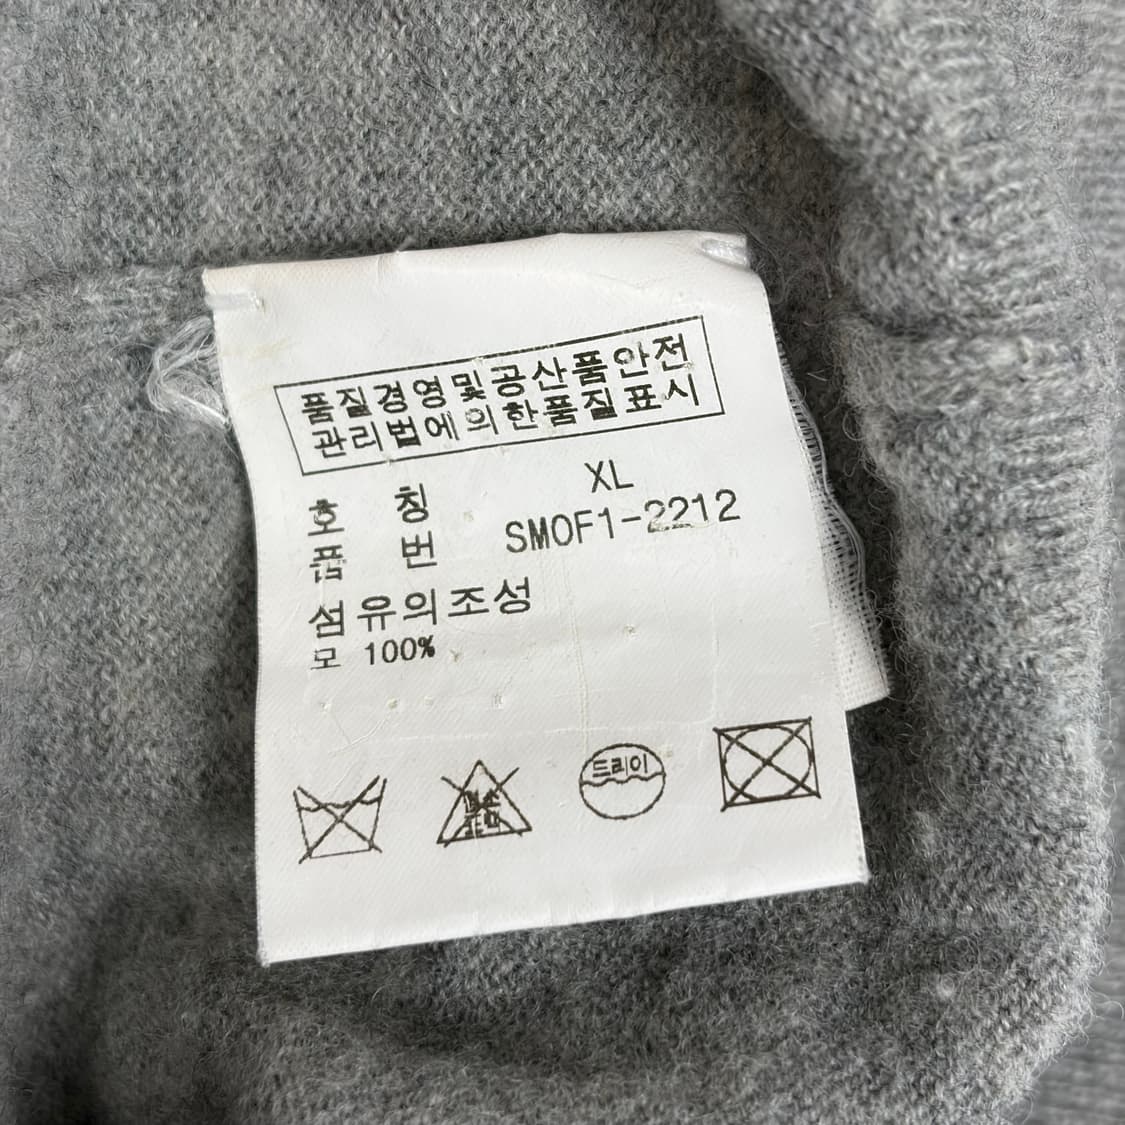 품질경영및공산품안전
관리법에의한품질표시
호 칭 XL
품 번 SMOF1-2212
섬유의조성
모 100%
드리이